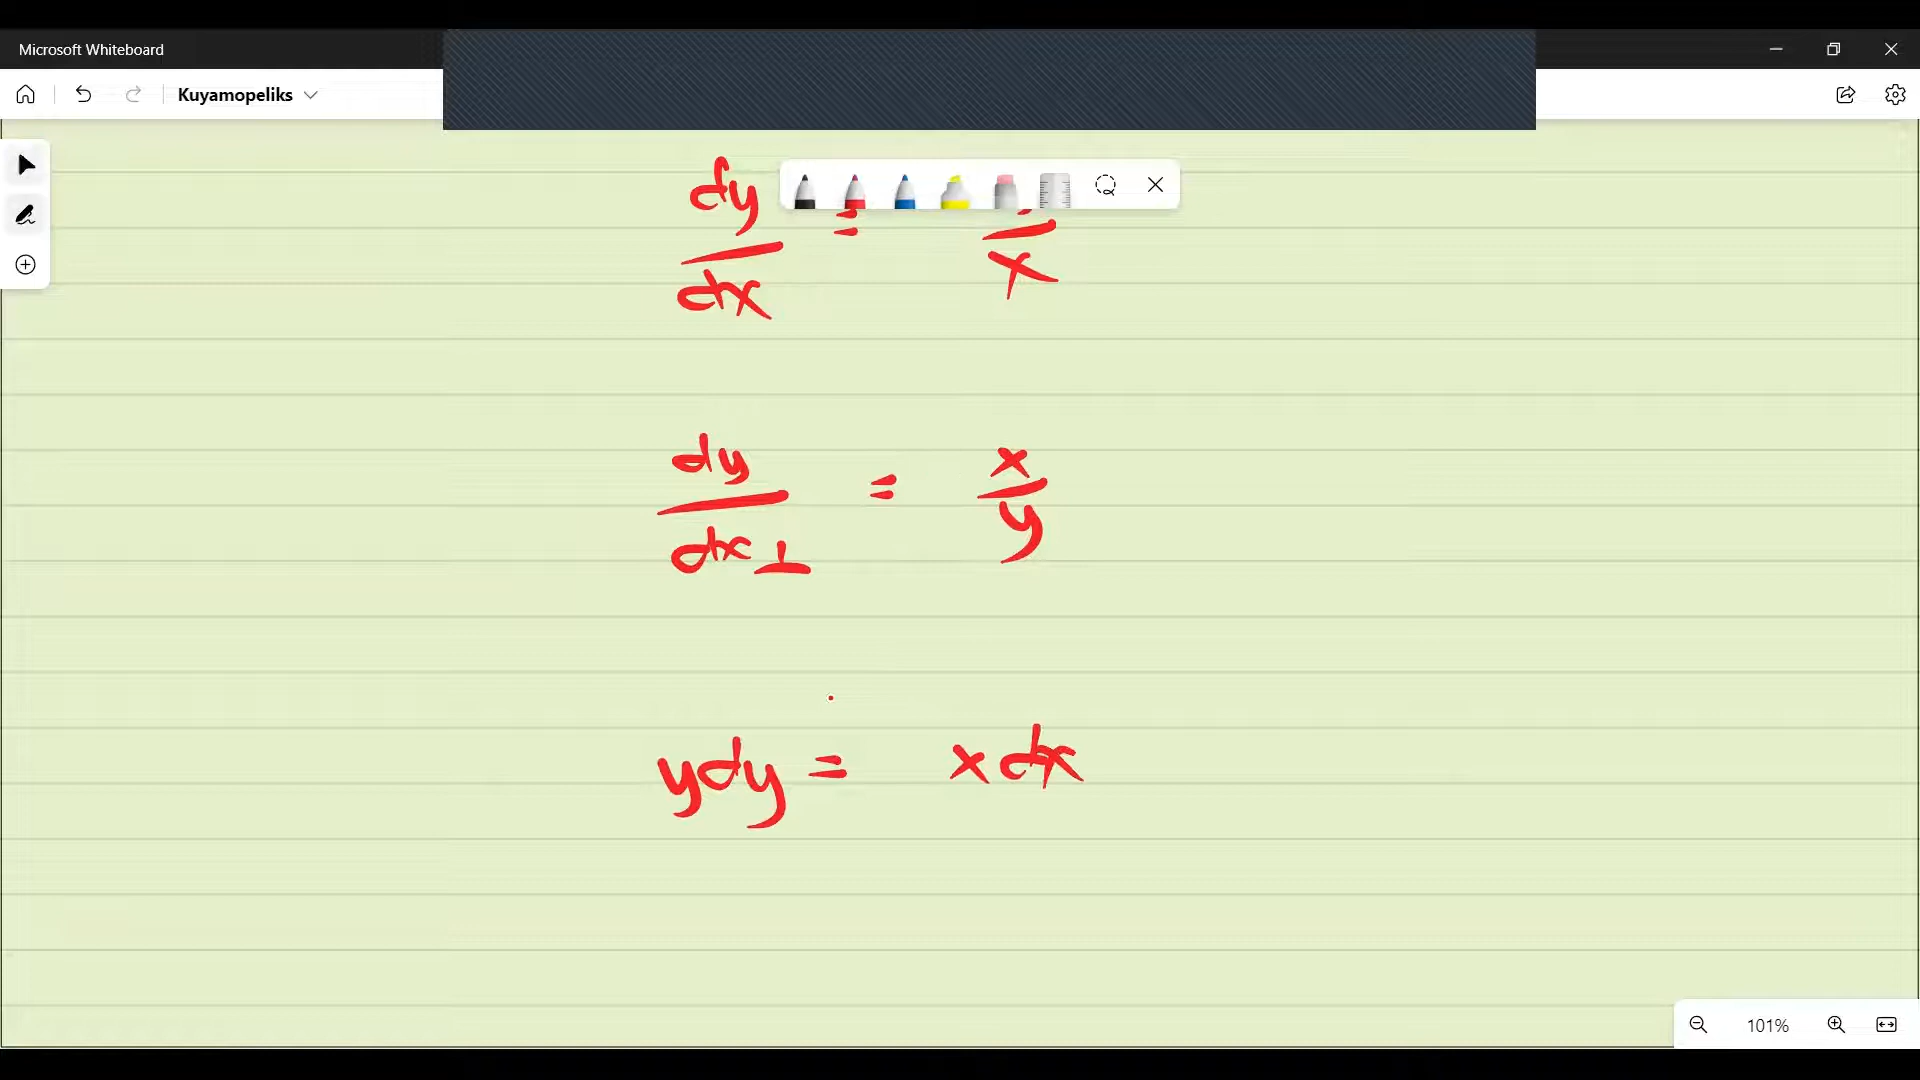 Microsoft Whiteboard
Kuyamopeliks
dy/dx = /x
dy/dx⊥ = x/y
ydy = xdx
101%